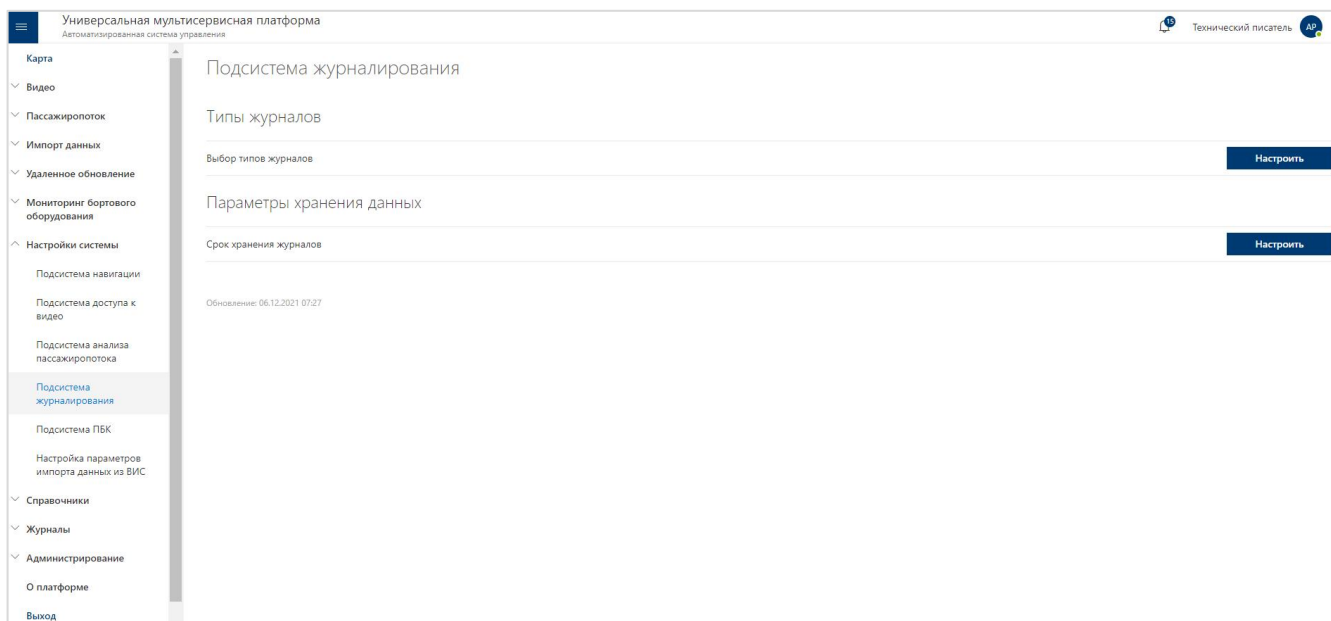 Универсальная мультисервисная платформа
Автоматизированная система управления
15
Технический писатель
АР
Карта
Видео
Пассажиропоток
Импорт данных
Удаленное обновление
Мониторинг бортового
оборудования
Настройки системы
Подсистема навигации
Подсистема доступа к
видео
Подсистема анализа
пассажиропотока
Подсистема
журналирования
Подсистема ПБК
Настройка параметров
импорта данных из ВИС
Справочники
Журналы
Администрирование
О платформе
Выход
Подсистема журналирования
Типы журналов
Выбор типов журналов
Настроить
Параметры хранения данных
Срок хранения журналов
Настроить
Обновление: 06.12.2021 07:27